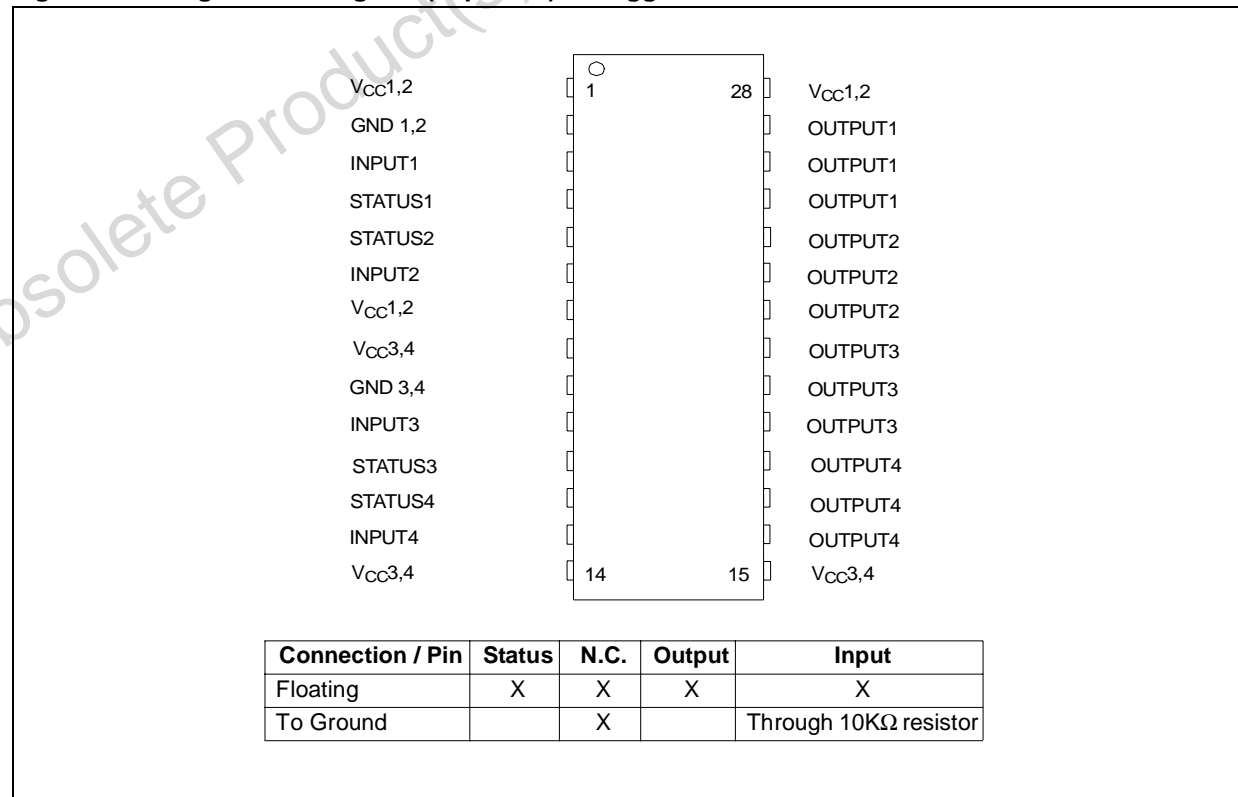 bsolete Product(s)
VCC1,2 1 28 VCC1,2
GND 1,2 OUTPUT1
INPUT1 OUTPUT1
STATUS1 OUTPUT1
STATUS2 OUTPUT2
INPUT2 OUTPUT2
VCC1,2 OUTPUT2
VCC3,4 OUTPUT3
GND 3,4 OUTPUT3
INPUT3 OUTPUT3
STATUS3 OUTPUT4
STATUS4 OUTPUT4
INPUT4 OUTPUT4
VCC3,4 14 15 VCC3,4
Connection / Pin Status N.C. Output Input
Floating X X X X
To Ground X Through 10KΩ resistor